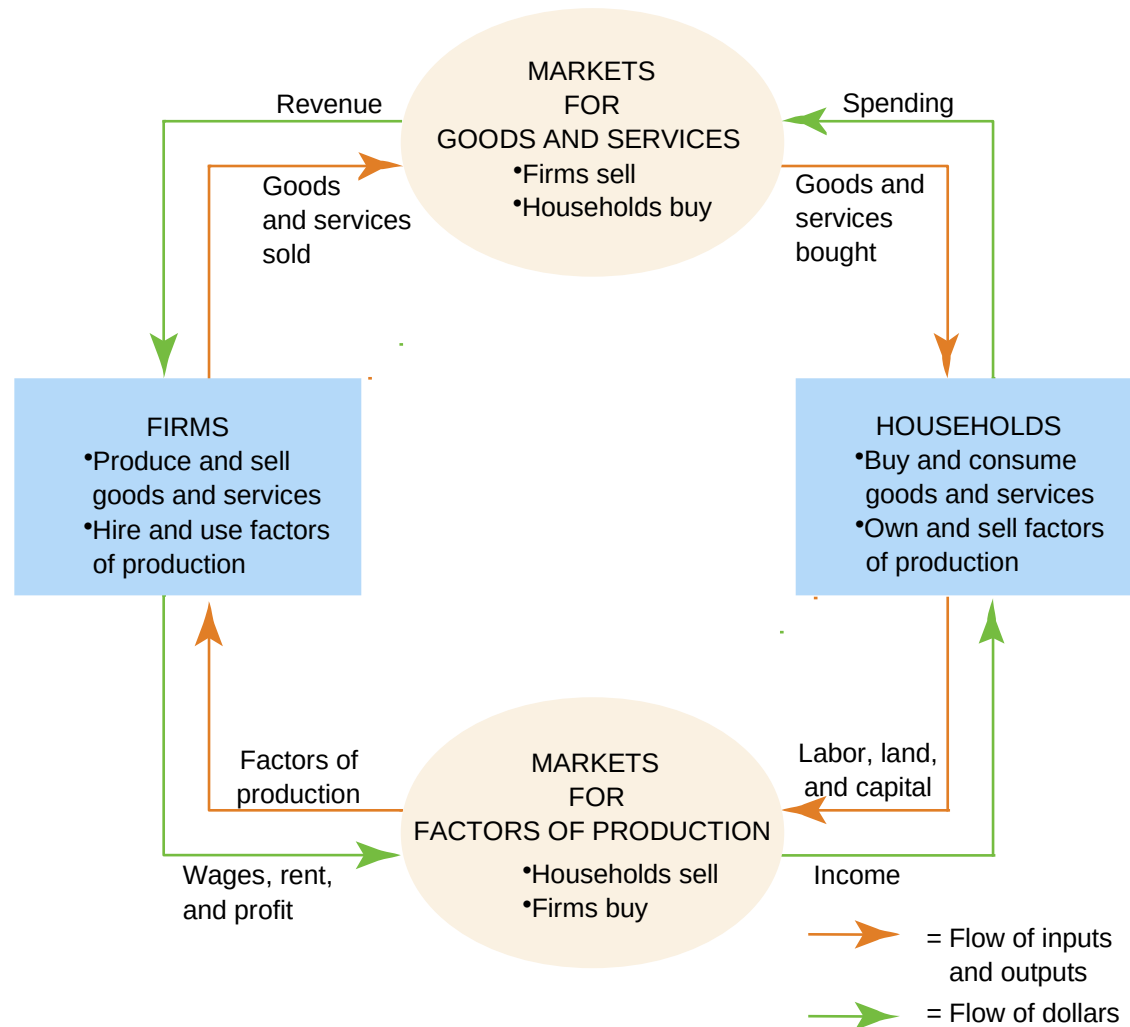 MARKETS
FOR
GOODS AND SERVICES
•Firms sell
•Households buy
Revenue
Spending
Goods
and services
sold
Goods and
services
bought
FIRMS
•Produce and sell
goods and services
•Hire and use factors
of production
HOUSEHOLDS
•Buy and consume
goods and services
•Own and sell factors
of production
Factors of
production
Labor, land,
and capital
MARKETS
FOR
FACTORS OF PRODUCTION
•Households sell
•Firms buy
Wages, rent,
and profit
Income
= Flow of inputs
and outputs
= Flow of dollars